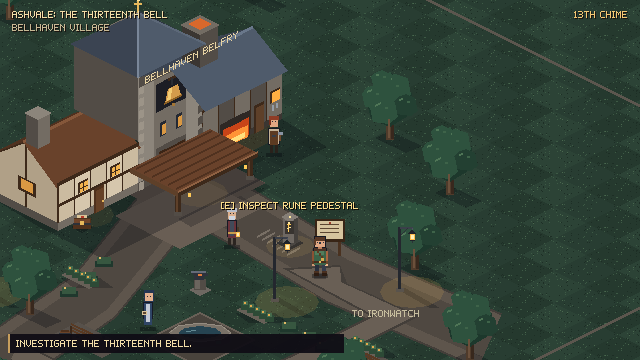 ASHVALE: THE THIRTEENTH BELL
BELLHAVEN VILLAGE
13TH CHIME
BELLHAVEN BELFRY
[E] INSPECT RUNE PEDESTAL
TO IRONWATCH
INVESTIGATE THE THIRTEENTH BELL.